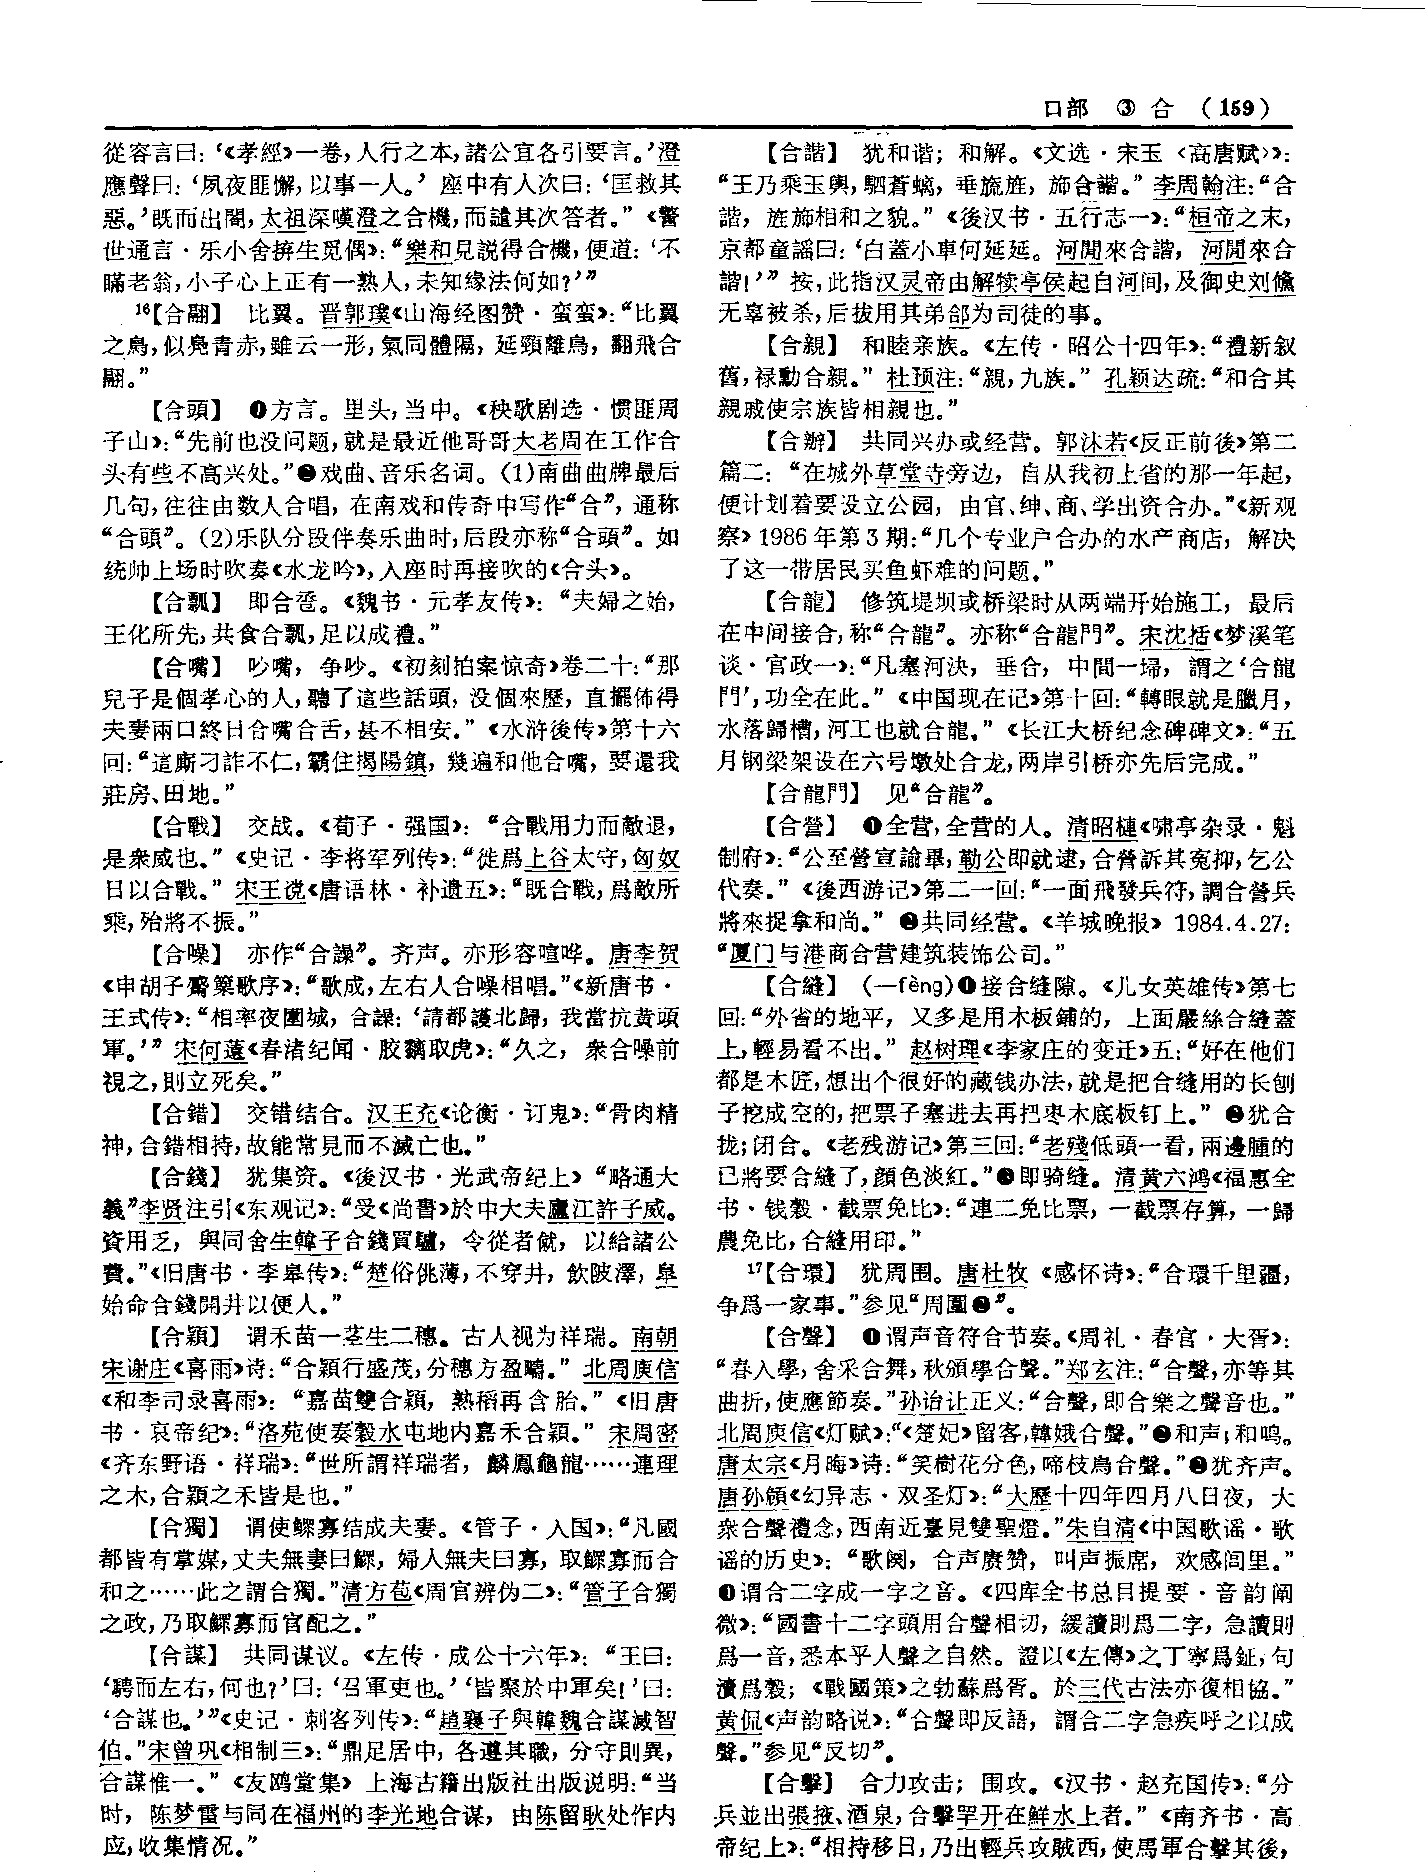 口部　③　合　（159）
從容言曰：‘《孝經》一卷，人行之本，諸公宜各引要言。’澄
應聲曰：‘夙夜匪懈，以事一人。’座中有人次曰：‘匡救其
惡。’既而出閤，太祖深嘆澄之合機，而譴其次答者。”《警
世通言·乐小舍拚生觅偶》：“樂和見説得合機，便道：‘不
瞞老翁，小子心上正有一熟人，未知缘法何如？’”
16【合翮】　比翼。晋郭璞《山海经图赞·蛮蛮》：“比翼
之鳥，似鳧青赤，雖云一形，氣同體隔，延頸離鳥，翻飛合
翮。”
【合頭】　❶方言。里头，当中。《秧歌剧选·惯匪周
子山》：“先前也没问题，就是最近他哥哥大老周在工作合
头有些不高兴处。”❷戏曲、音乐名词。(1)南曲曲牌最后
几句，往往由数人合唱，在南戏和传奇中写作“合”，通称
“合頭”。(2)乐队分段伴奏乐曲时，后段亦称“合頭”。如
统帅上场时吹奏《水龙吟》，入座时再接吹的《合头》。
【合瓢】　即合卺。《魏书·元孝友传》：“夫婦之始，
王化所先，共食合瓢，足以成禮。”
【合嘴】　吵嘴，争吵。《初刻拍案惊奇》卷二十：“那
兒子是個孝心的人，聽了這些話頭，没個來歷，直擺佈得
夫妻兩口終日合嘴合舌，甚不相安。”《水浒後传》第十六
回：“這廝刁詐不仁，霸住揭陽鎮，幾遍和他合嘴，要還我
莊房、田地。”
【合戰】　交战。《荀子·强国》：“合戰用力而敵退，
是衆威也。”《史记·李将军列传》：“徙爲上谷太守，匈奴
日以合戰。”宋王谠《唐语林·补遗五》：“既合戰，爲敵所
乘，殆將不振。”
【合噪】　亦作“合譟”。齐声。亦形容喧哗。唐李贺
《申胡子觱篥歌序》：“歌成，左右人合噪相唱。”《新唐书·
王式传》：“相率夜圍城，合譟：‘請都護北歸，我當抗黄頭
軍。’”宋何薳《春渚纪闻·胶黐取虎》：“久之，衆合噪前
視之，則立死矣。”
【合錯】　交错结合。汉王充《论衡·订鬼》：“骨肉精
神，合錯相持，故能常見而不滅亡也。”
【合錢】　犹集资。《後汉书·光武帝纪上》“略通大
義”李贤注引《东观记》：“受《尚書》於中大夫廬江許子威。
資用乏，與同舍生韓子合錢買驢，令從者僦，以給諸公
費。”《旧唐书·李皋传》：“楚俗佻薄，不穿井，飲陂澤，皋
始命合錢開井以便人。”
【合穎】　谓禾苗一茎生二穗。古人视为祥瑞。南朝
宋谢庄《喜雨》诗：“合穎行盛茂，分穗方盈疇。”北周庾信
《和李司录喜雨》：“嘉苗雙合穎，熟稻再含胎。”《旧唐
书·哀帝纪》：“洛苑使奏穀水屯地内嘉禾合穎。”宋周密
《齐东野语·祥瑞》：“世所謂祥瑞者，麟鳳龜龍……連理
之木，合穎之禾皆是也。”
【合獨】　谓使鳏寡结成夫妻。《管子·入国》：“凡國
都皆有掌媒，丈夫無妻曰鰥，婦人無夫曰寡，取鰥寡而合
和之……此之謂合獨。”清方苞《周官辨伪二》：“管子合獨
之政，乃取鰥寡而官配之。”
【合謀】　共同谋议。《左传·成公十六年》：“王曰：
‘騁而左右，何也？’曰：‘召軍吏也。’‘皆聚於中軍矣！’曰：
‘合謀也。’”《史记·刺客列传》：“趙襄子與韓魏合謀滅智
伯。”宋曾巩《相制三》：“鼎足居中，各遵其職，分守則異，
合謀惟一。”《友鸥堂集》上海古籍出版社出版说明：“当
时，陈梦雷与同在福州的李光地合谋，由陈留耿处作内
应，收集情况。”
【合諧】　犹和谐；和解。《文选·宋玉〈高唐赋〉》：
“王乃乘玉輿，駟蒼螭，垂旒旌，斾合諧。”李周翰注：“合
諧，旌斾相和之貌。”《後汉书·五行志一》：“桓帝之末，
京都童謡曰：‘白蓋小車何延延。河間來合諧，河間來合
諧！’”按，此指汉灵帝由解犊亭侯起自河间，及御史刘儵
无辜被杀，后拔用其弟郃为司徒的事。
【合親】　和睦亲族。《左传·昭公十四年》：“禮新叙
舊，禄勳合親。”杜预注：“親，九族。”孔颖达疏：“和合其
親戚使宗族皆相親也。”
【合辦】　共同兴办或经营。郭沫若《反正前後》第二
篇二：“在城外草堂寺旁边，自从我初上省的那一年起，
便计划着要设立公园，由官、绅、商、学出资合办。”《新观
察》1986年第3期：“几个专业户合办的水产商店，解决
了这一带居民买鱼虾难的问题。”
【合龍】　修筑堤坝或桥梁时从两端开始施工，最后
在中间接合，称“合龍”。亦称“合龍門”。宋沈括《梦溪笔
谈·官政一》：“凡塞河決，垂合，中間一埽，謂之‘合龍
門’，功全在此。”《中国现在记》第十回：“轉眼就是臘月，
水落歸槽，河工也就合龍。”《长江大桥纪念碑碑文》：“五
月钢梁架设在六号墩处合龙，两岸引桥亦先后完成。”
【合龍門】　见“合龍”。
【合營】　❶全营，全营的人。清昭槤《啸亭杂录·魁
制府》：“公至營宣諭畢，勒公即就逮，合營訴其寃抑，乞公
代奏。”《後西游记》第二一回：“一面飛發兵符，調合營兵
將來捉拿和尚。”❷共同经营。《羊城晚报》1984.4.27：
“厦门与港商合营建筑装饰公司。”
【合縫】　(—fèng)❶接合缝隙。《儿女英雄传》第七
回：“外省的地平，又多是用木板鋪的，上面嚴絲合縫蓋
上，輕易看不出。”赵树理《李家庄的变迁》五：“好在他们
都是木匠，想出个很好的藏钱办法，就是把合缝用的长刨
子挖成空的，把票子塞进去再把枣木底板钉上。”❷犹合
拢；闭合。《老残游记》第三回：“老殘低頭一看，兩邊腫的
已將要合縫了，顔色淡紅。”❸即骑缝。清黄六鸿《福惠全
书·钱穀·截票免比》：“連二免比票，一截票存算，一歸
農免比，合縫用印。”
17【合環】　犹周围。唐杜牧《感怀诗》：“合環千里疆，
争爲一家事。”参见“周圜❷”。
【合聲】　❶谓声音符合节奏。《周礼·春官·大胥》：
“春入學，舍采合舞，秋頒學合聲。”郑玄注：“合聲，亦等其
曲折，使應節奏。”孙诒让正义：“合聲，即合樂之聲音也。”
北周庾信《灯赋》：“《楚妃》留客，韓娥合聲。”❷和声；和鸣。
唐太宗《月晦》诗：“笑樹花分色，啼枝鳥合聲。”❸犹齐声。
唐孙頠《幻异志·双圣灯》：“大歷十四年四月八日夜，大
衆合聲禮念，西南近臺見雙聖燈。”朱自清《中国歌谣·歌
谣的历史》：“歌阕，合声赓赞，叫声振席，欢感闾里。”
❹谓合二字成一字之音。《四库全书总目提要·音韵阐
微》：“國書十二字頭用合聲相切，緩讀則爲二字，急讀則
爲一音，悉本乎人聲之自然。證以《左傳》之丁寧爲鉦，句
瀆爲穀；《戰國策》之勃蘇爲胥。於三代古法亦復相協。”
黄侃《声韵略说》：“合聲即反語，謂合二字急疾呼之以成
聲。”参见“反切”。
【合擊】　合力攻击；围攻。《汉书·赵充国传》：“分
兵並出張掖、酒泉，合擊罕开在鮮水上者。”《南齐书·高
帝纪上》：“相持移日，乃出輕兵攻賊西，使馬軍合擊其後，